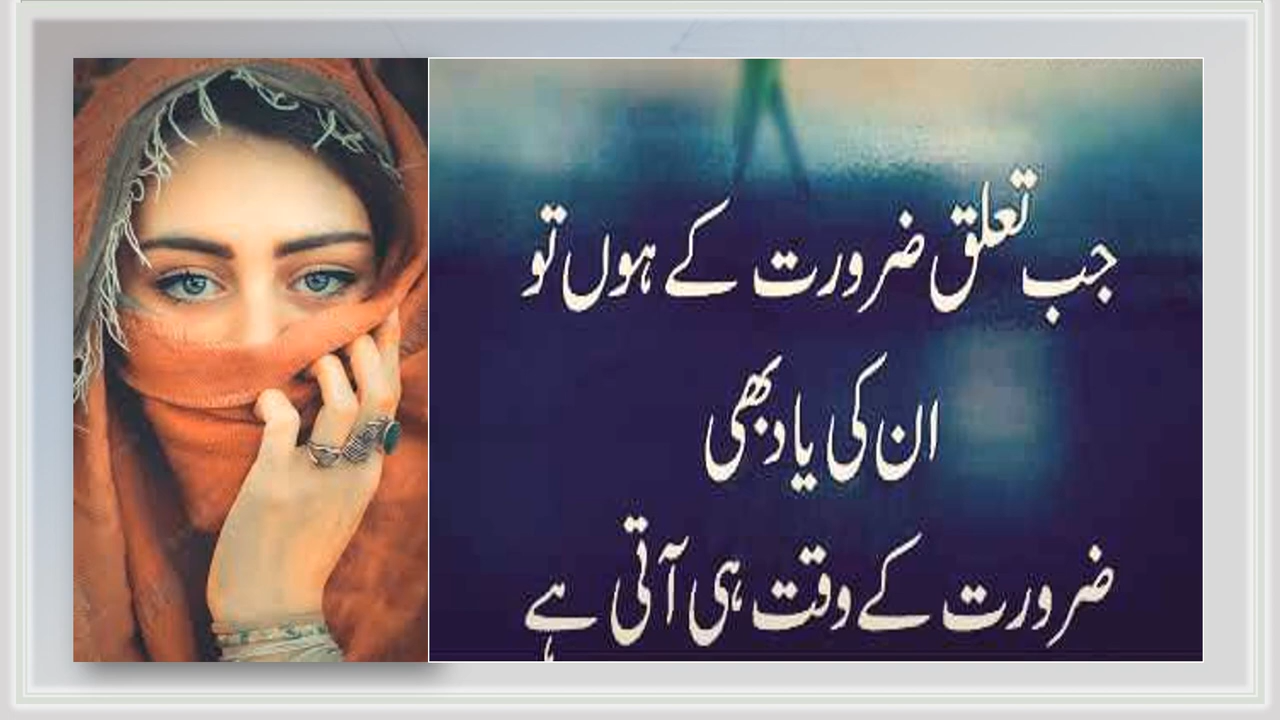 جب تعلق ضرورت کے ہوں تو
ان کی یاد بھی
ضرورت کے وقت ہی آتی ہے